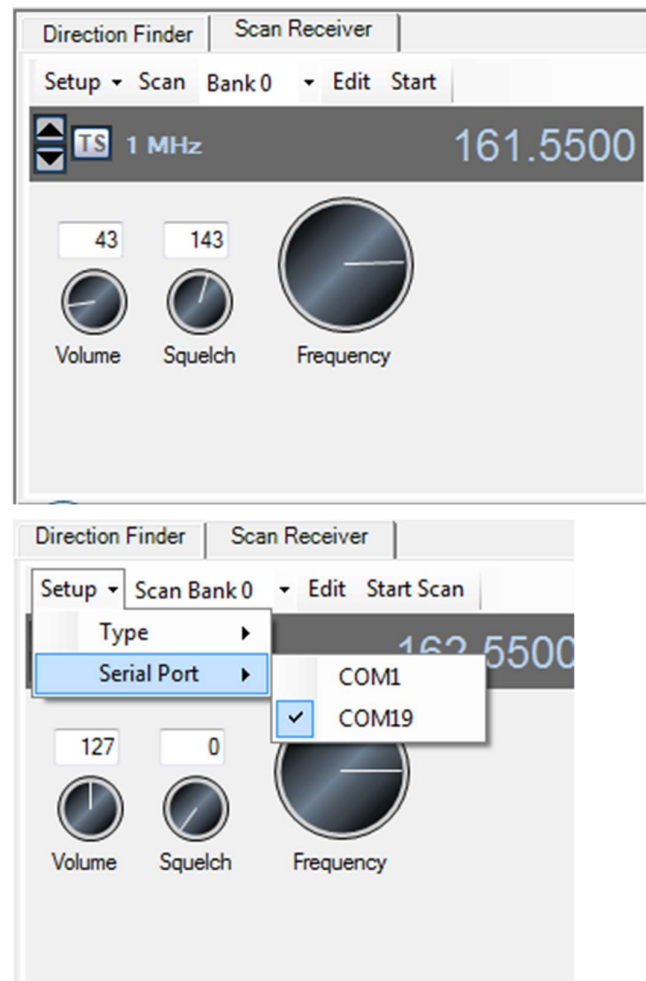 Direction Finder Scan Receiver
Setup Scan Bank 0 Edit Start
TS 1 MHz 161.5500
43 143
Volume Squelch Frequency
Direction Finder Scan Receiver
Setup Scan Bank 0 Edit Start Scan
Type 162.5500
Serial Port COM1
COM19
127 0
Volume Squelch Frequency